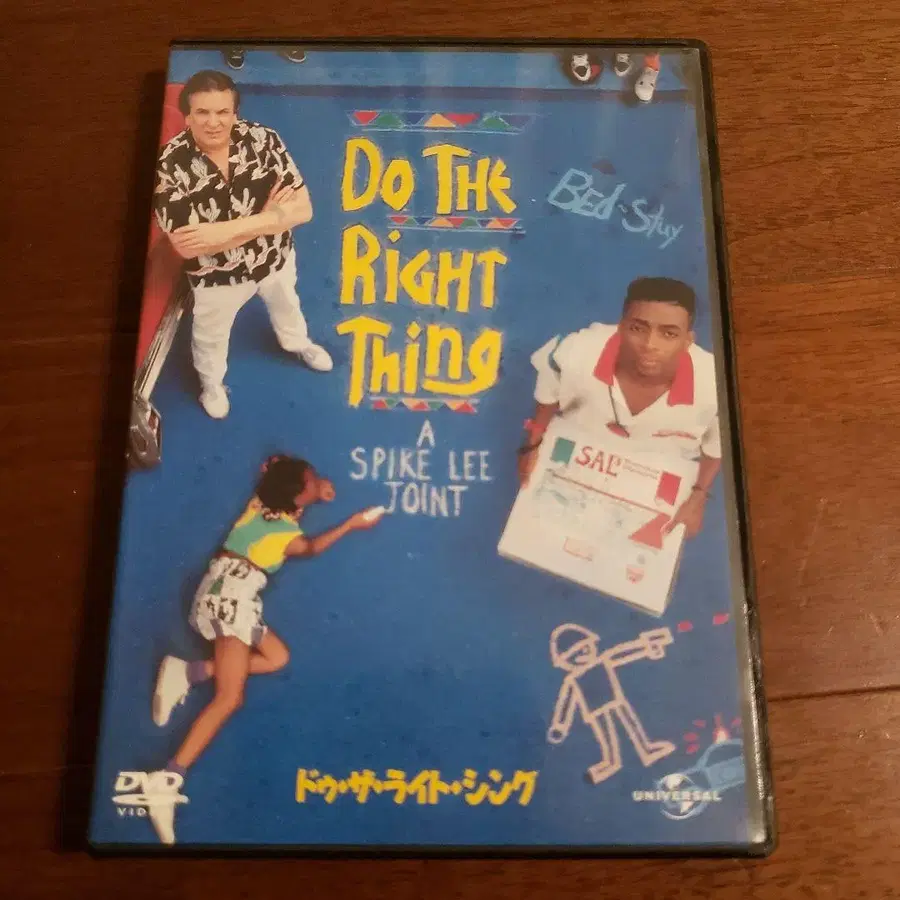 DO THE
RiGHT
Thing
BEd-Stuy
A
SPIKE LEE
JOINT
SAL'
ドゥ・ザ・ライト・シング
DVD
VIDEO
UNIVERSAL